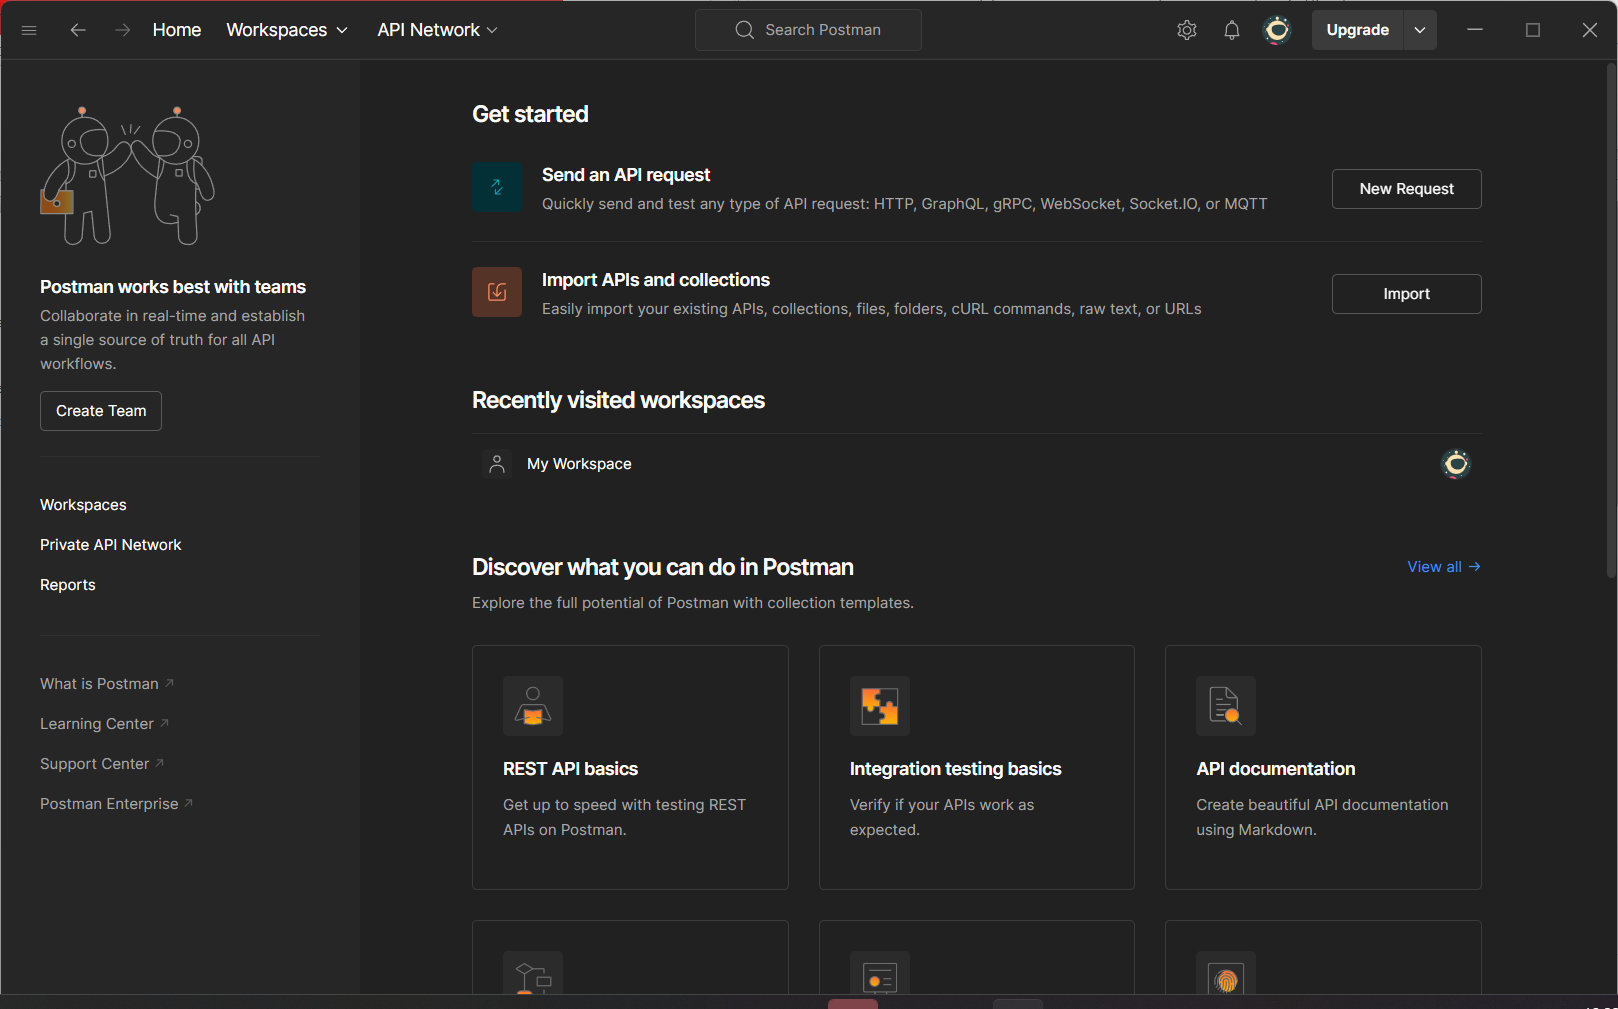 Home Workspaces API Network Search Postman Upgrade
Postman works best with teams
Collaborate in real-time and establish
a single source of truth for all API
workflows.
Create Team
Workspaces
Private API Network
Reports
What is Postman
Learning Center
Support Center
Postman Enterprise
Get started
Send an API request
Quickly send and test any type of API request: HTTP, GraphQL, gRPC, WebSocket, Socket.IO, or MQTT
New Request
Import APIs and collections
Easily import your existing APIs, collections, files, folders, cURL commands, raw text, or URLs
Import
Recently visited workspaces
My Workspace
Discover what you can do in Postman
View all
Explore the full potential of Postman with collection templates.
REST API basics
Get up to speed with testing REST
APIs on Postman.
Integration testing basics
Verify if your APIs work as
expected.
API documentation
Create beautiful API documentation
using Markdown.